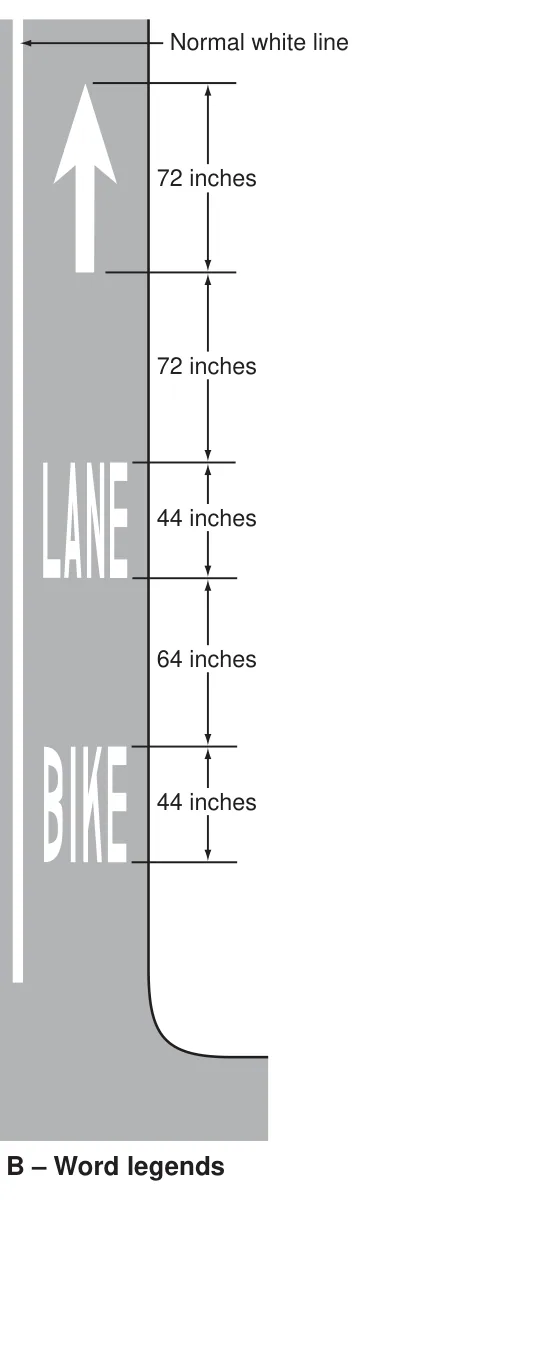 Normal white line
72 inches
72 inches
LANE
44 inches
64 inches
BIKE
44 inches
B – Word legends